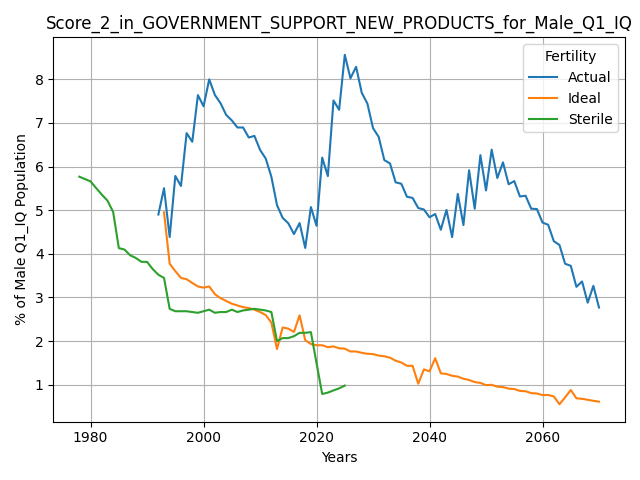 Score_2_in_GOVERNMENT_SUPPORT_NEW_PRODUCTS_for_Male_Q1_IQ
Fertility
Actual
Ideal
Sterile
8
7
6
5
4
3
2
1
% of Male Q1_IQ Population
1980 2000 2020 2040 2060
Years